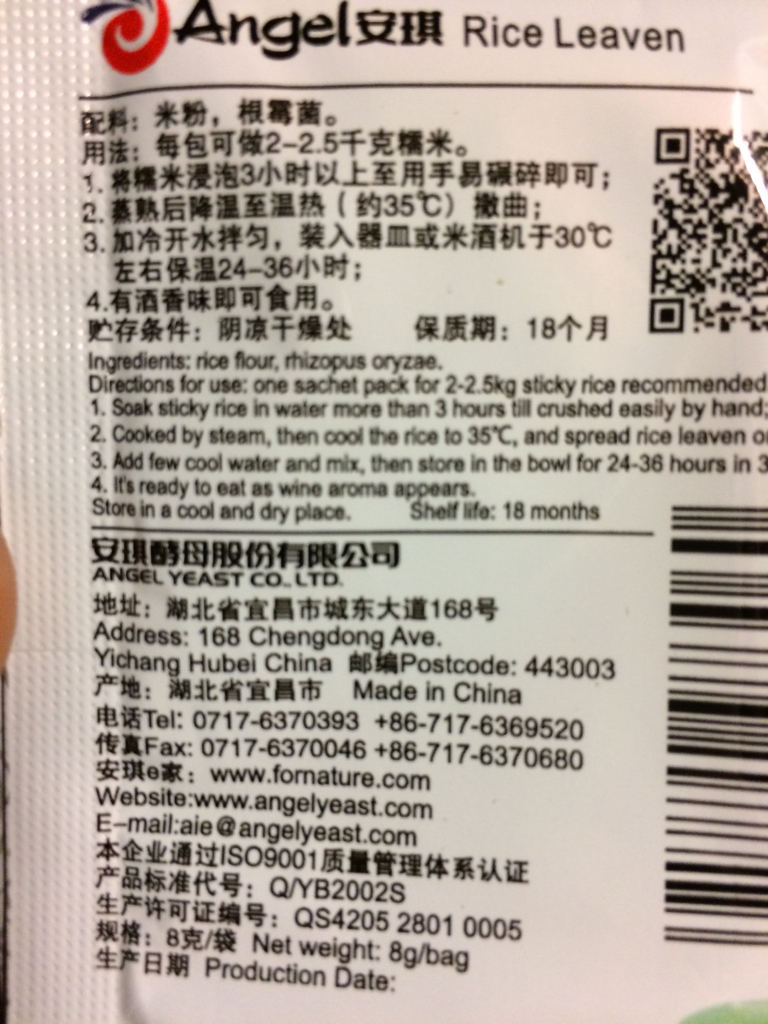 Angel安琪 Rice Leaven
配料：米粉，根霉菌。
用法：每包可做2-2.5千克糯米。
1. 将糯米浸泡3小时以上至用手易碾碎即可；
2. 蒸熟后降温至温热（约35℃）撒曲；
3. 加冷开水拌匀，装入器皿或米酒机于30℃
左右保温24-36小时；
4.有酒香味即可食用。
贮存条件：阴凉干燥处 保质期：18个月
Ingredients: rice flour, rhizopus oryzae.
Directions for use: one sachet pack for 2-2.5kg sticky rice recommended
1. Soak sticky rice in water more than 3 hours till crushed easily by hand;
2. Cooked by steam, then cool the rice to 35℃, and spread rice leaven
3. Add few cool water and mix, then store in the bowl for 24-36 hours in
4. It's ready to eat as wine aroma appears.
Store in a cool and dry place. Shelf life: 18 months
安琪酵母股份有限公司
ANGEL YEAST CO., LTD.
地址：湖北省宜昌市城东大道168号
Address: 168 Chengdong Ave.
Yichang Hubei China 邮编Postcode: 443003
产地：湖北省宜昌市 Made in China
电话Tel: 0717-6370393 +86-717-6369520
传真Fax: 0717-6370046 +86-717-6370680
安琪e家：www.fornature.com
Website:www.angelyeast.com
E-mail:aie@angelyeast.com
本企业通过ISO9001质量管理体系认证
产品标准代号：Q/YB2002S
生产许可证编号：QS4205 2801 0005
规格：8克/袋 Net weight: 8g/bag
生产日期 Production Date: